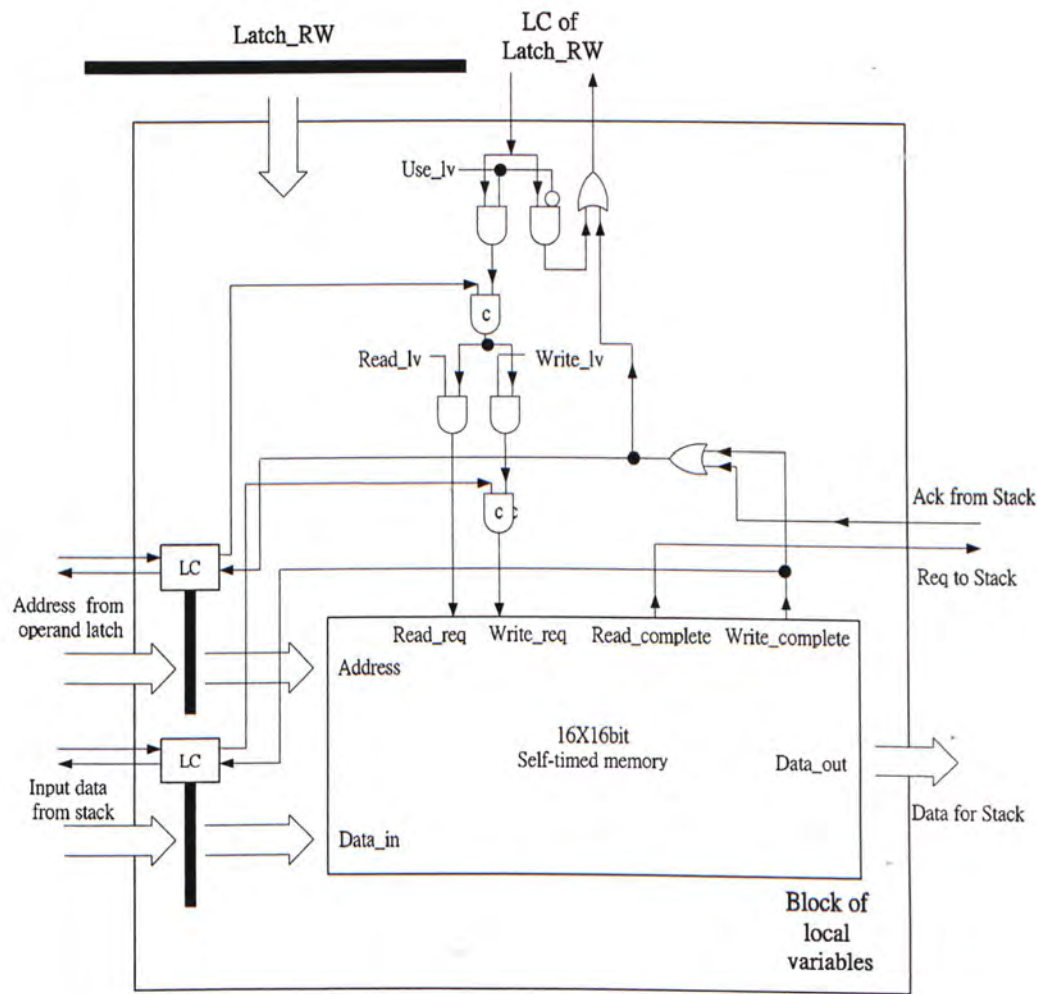 Latch_RW
LC of
Latch_RW
Use_lv
c
Read_lv
Write_lv
c
c
Ack from Stack
LC
Req to Stack
Address from
operand latch
Read_req
Write_req
Read_complete
Write_complete
Address
LC
16X16bit
Self-timed memory
Data_out
Input data
from stack
Data for Stack
Data_in
Block of
local
variables